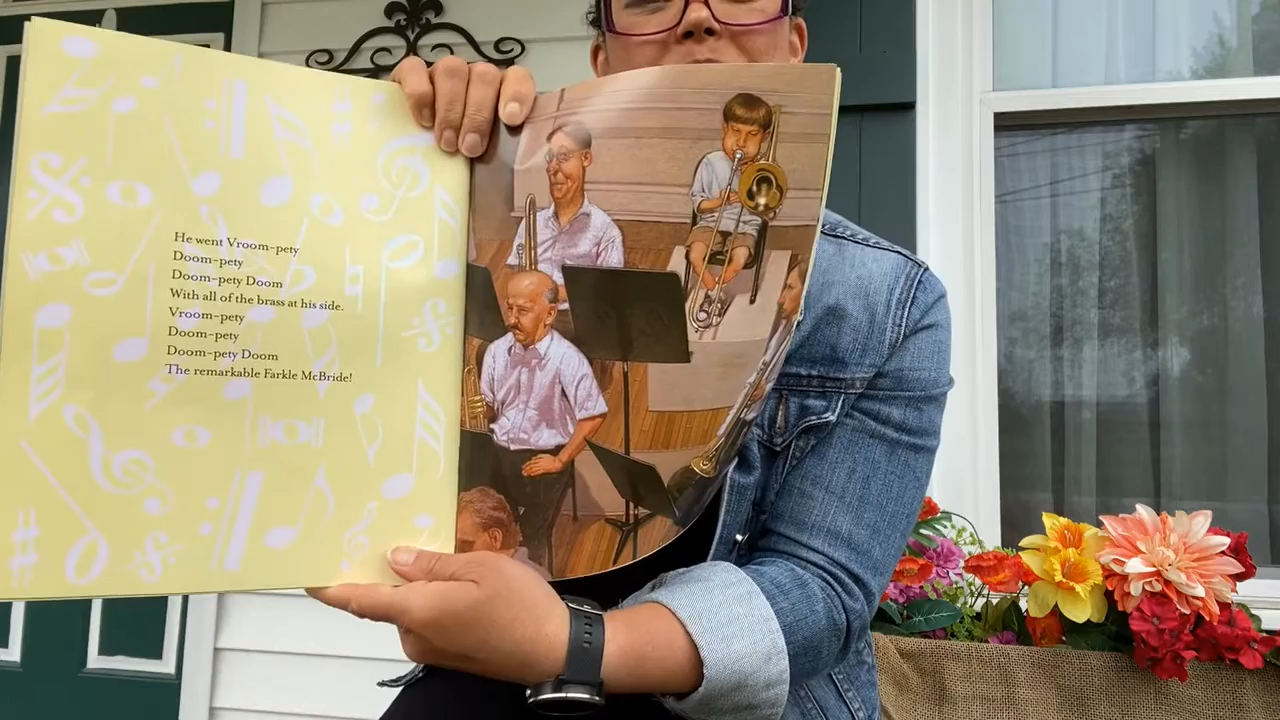 He went Vroom-pety
Doom-pety
Doom-pety Doom
With all of the brass at his side.
Vroom-pety
Doom-pety
Doom-pety Doom
The remarkable Farkle McBride!